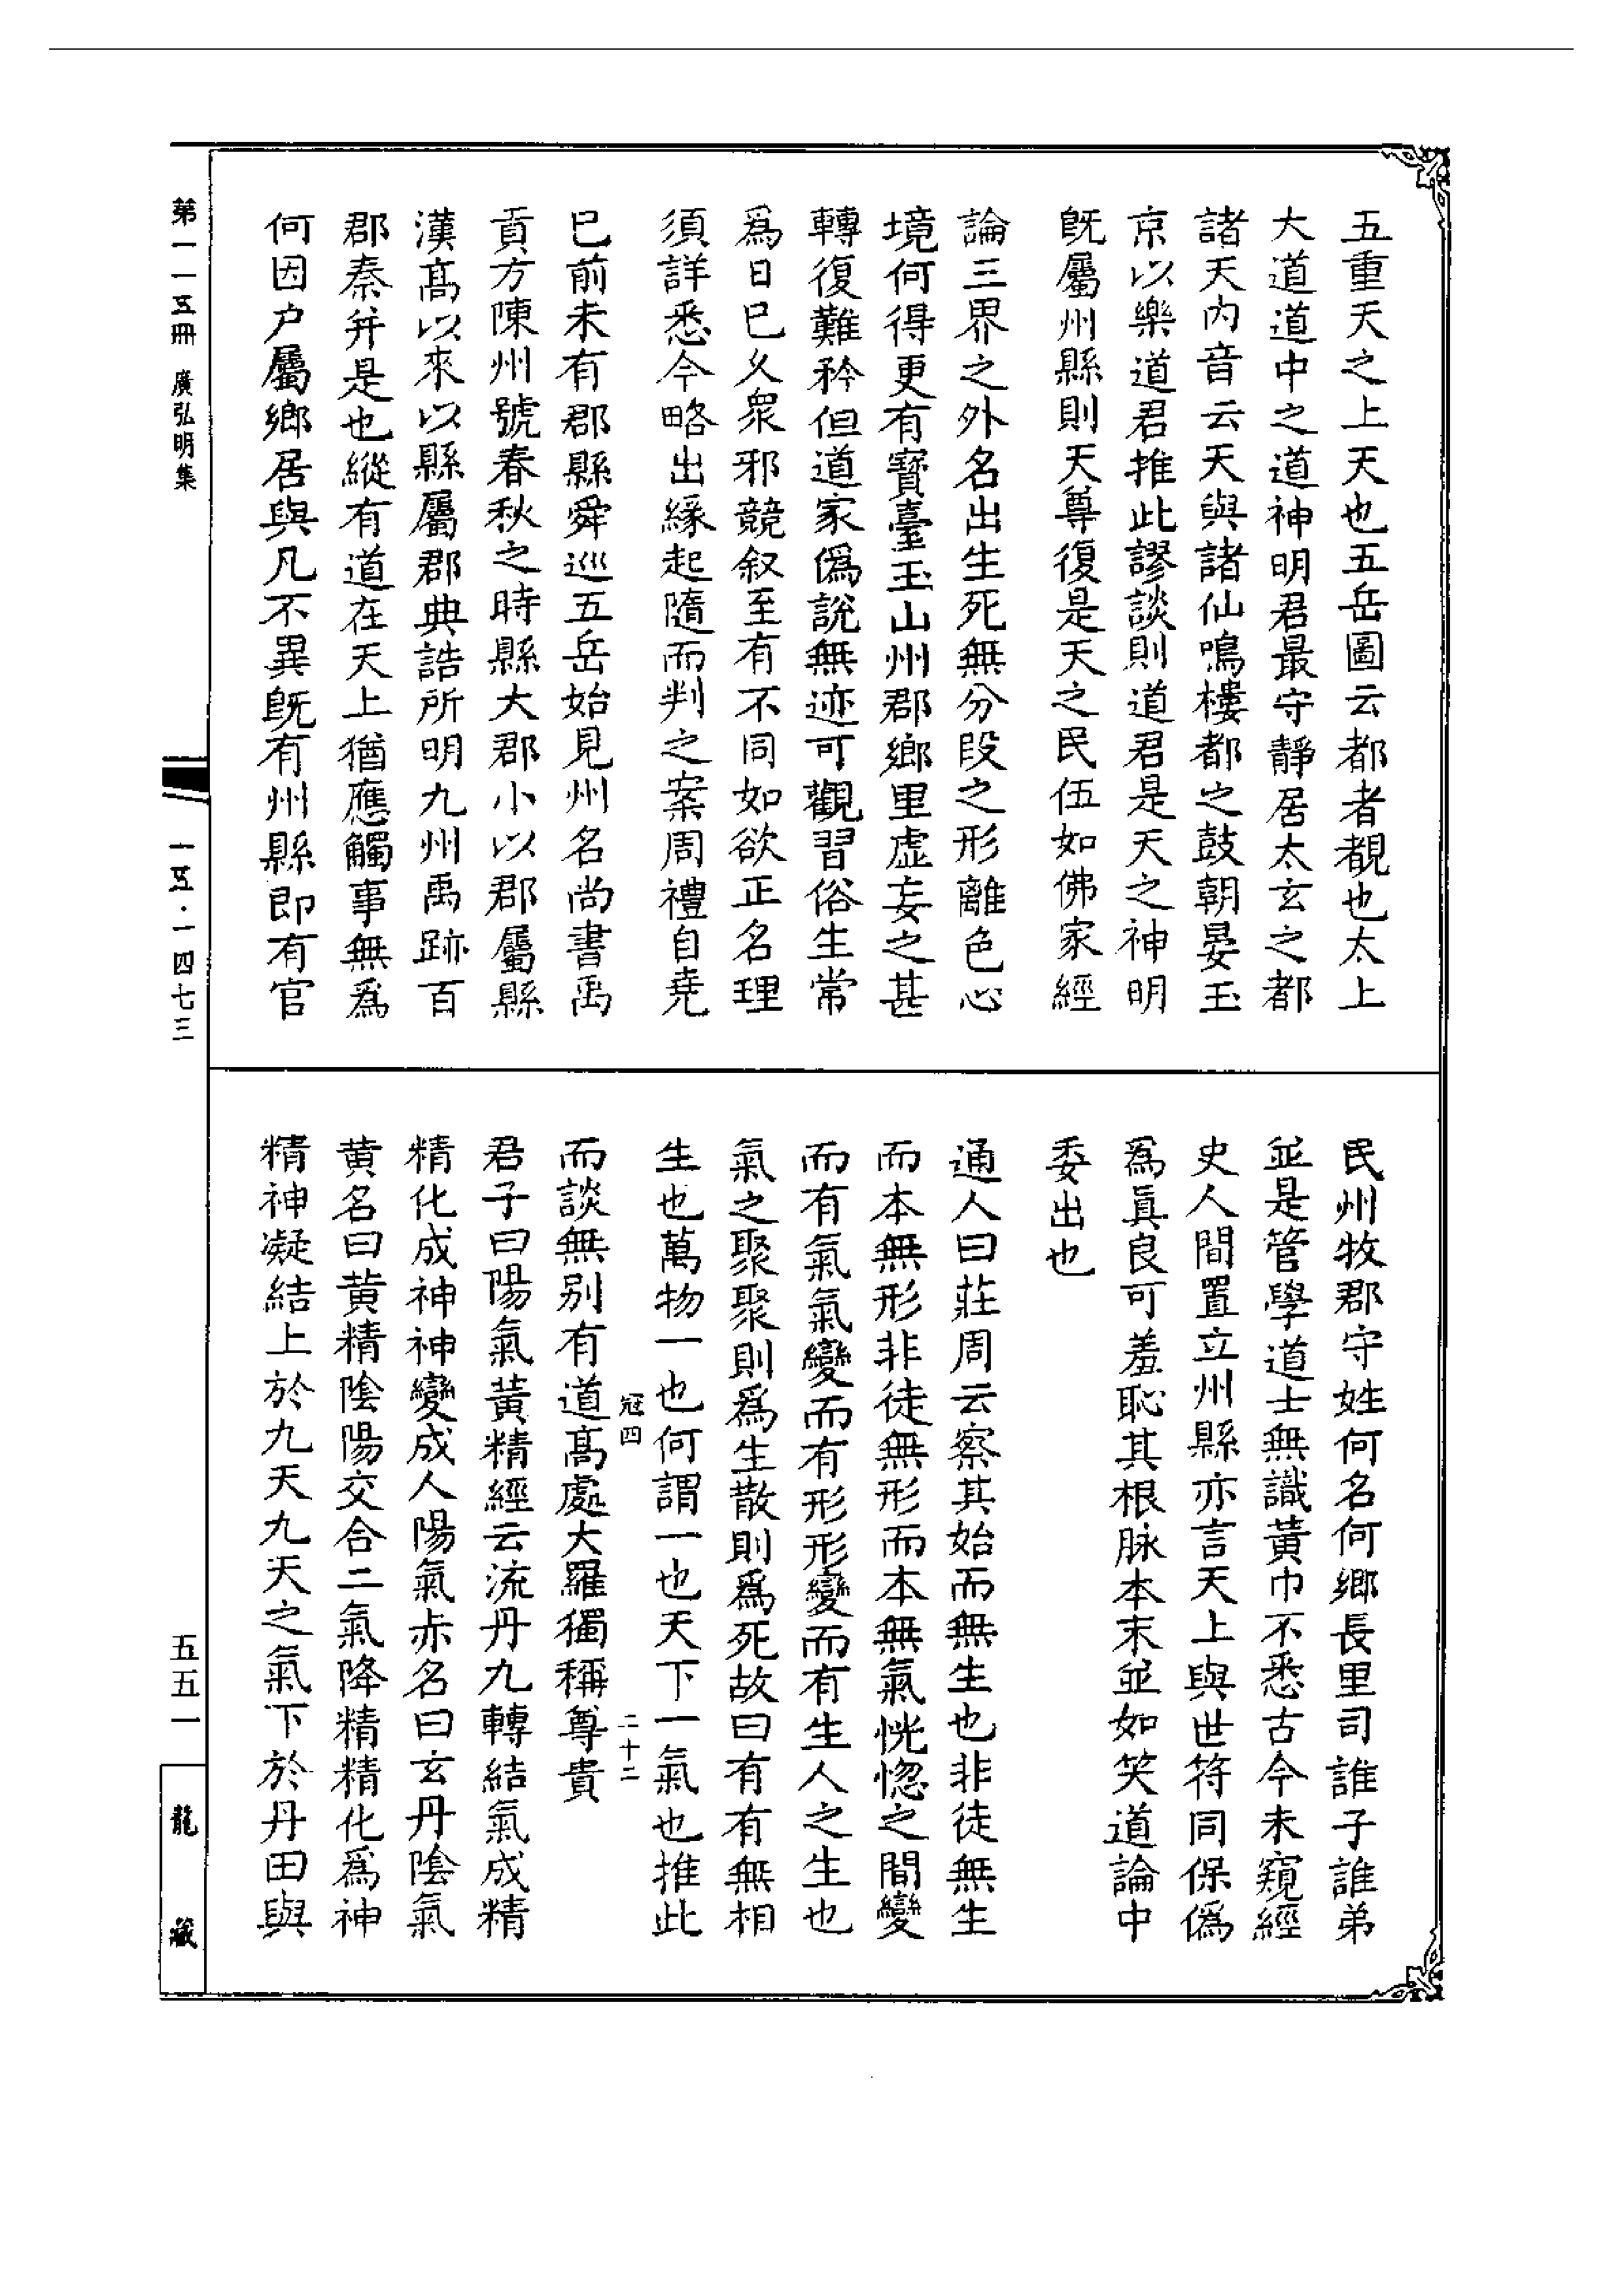 五重天之上天也五岳圖云都者覩也太上
大道道中之道神明君最守靜居太玄之都
諸天內音云天與諸仙鳴樓都之鼓朝晏玉
京以樂道君推此謬談則道君是天之神明
旣屬州縣則天尊復是天之民伍如佛家經
論三界之外名出生死無分段之形離色心
境何得更有寳臺玉山州郡鄉里虛妄之甚
轉復難矜但道家僞說無迹可觀習俗生常
爲日巳久衆邪競叙至有不同如欲正名理
須詳悉今略出緣起隨而判之案周禮自堯
巳前未有郡縣舜巡五岳始見州名尚書禹
貢方陳州號春秋之時縣大郡小以郡屬縣
漢髙以來以縣屬郡典誥所明九州禹跡百
郡秦幷是也縱有道在天上猶應觸事無爲
何因户屬鄉居與凡不異旣有州縣即有官
民州牧郡守姓何名何鄉長里司誰子誰弟
並是管學道士無識黃巾不悉古今未窺經
史人間置立州縣亦言天上與世符同保僞
爲眞良可羞恥其根脉本末並如笑道論中
委出也
通人曰莊周云察其始而無生也非徒無生
而本無形非徒無形而本無氣恍惚之間變
而有氣氣變而有形形變而有生人之生也
氣之聚聚則爲生散則爲死故曰有有無相
生也萬物一也何謂一也天下一氣也推此
冠四
二十二
而談無别有道髙處大羅獨稱尊貴
君子曰陽氣黃精經云流丹九轉結氣成精
精化成神神變成人陽氣赤名曰玄丹陰氣
黄名曰黄精陰陽交合二氣降精精化爲神
精神凝結上於九天九天之氣下於丹田與
第一一五冊 廣弘明集
一一五·一四七三
五五一
龍藏